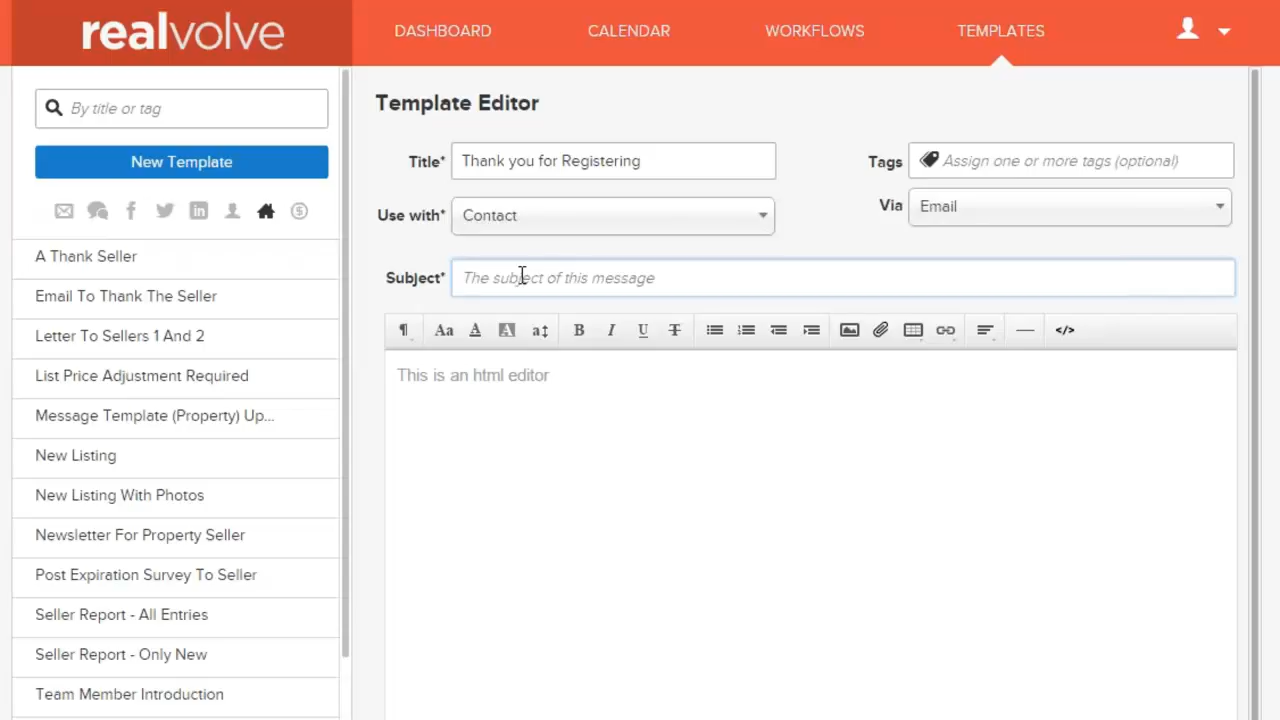 realvolve
DASHBOARD
CALENDAR
WORKFLOWS
TEMPLATES
By title or tag
New Template
A Thank Seller
Email To Thank The Seller
Letter To Sellers 1 And 2
List Price Adjustment Required
Message Template (Property) Up...
New Listing
New Listing With Photos
Newsletter For Property Seller
Post Expiration Survey To Seller
Seller Report - All Entries
Seller Report - Only New
Team Member Introduction
Template Editor
Title* Thank you for Registering
Tags Assign one or more tags (optional)
Use with* Contact
Via Email
Subject* The subject of this message
¶ Aa A A a B I U T </>
This is an html editor